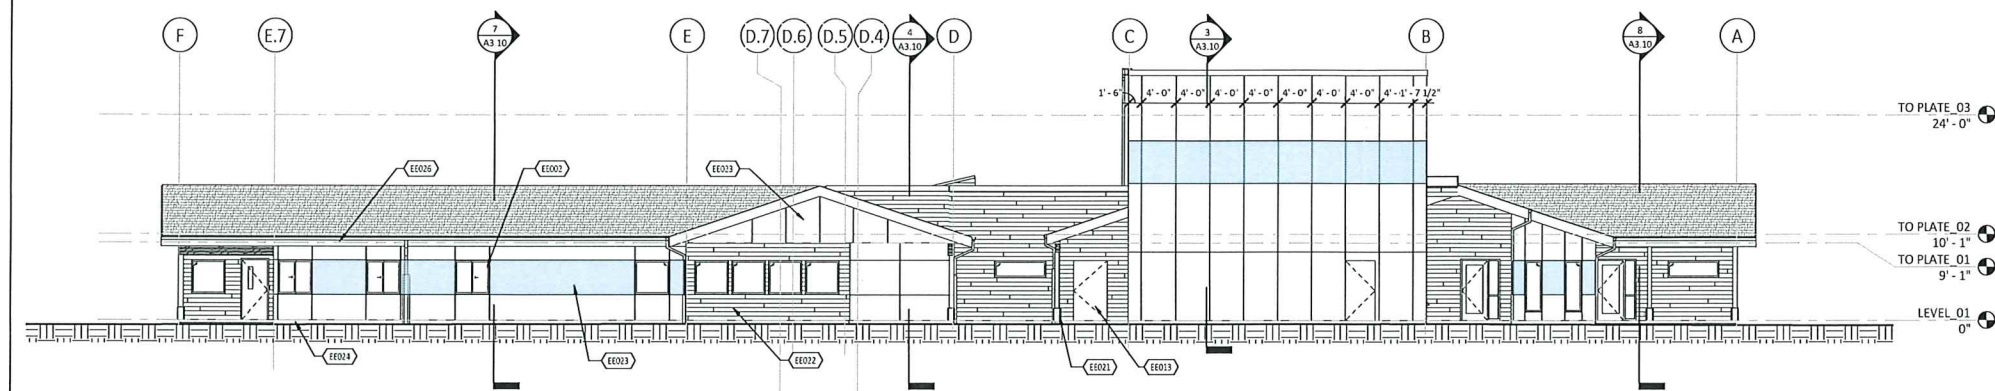 F
E.7
7
A3.10
E
D.7
D.6
D.5
D.4
4
A3.10
D
C
3
A3.10
B
8
A3.10
A
1' - 6"
4' - 0"
4' - 0"
4' - 0"
4' - 0"
4' - 0"
4' - 0"
4' - 0"
4' -
1' - 7 1/2"
TO PLATE_03
24' - 0"
EE026
EE002
EE023
TO PLATE_02
10' - 1"
TO PLATE_01
9' - 1"
LEVEL_01
0"
EE024
EE023
EE022
EE021
EE013